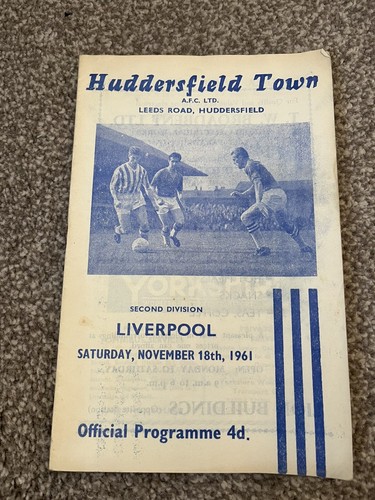 Huddersfield Town
A.F.C. LTD.
LEEDS ROAD, HUDDERSFIELD
SECOND DIVISION
LIVERPOOL
SATURDAY, NOVEMBER 18th, 1961
Official Programme 4d.